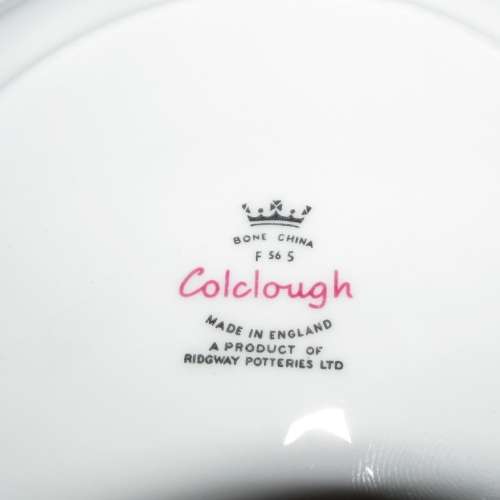 BONE CHINA
F 56 S
Colclough
MADE IN ENGLAND
A PRODUCT OF
RIDGWAY POTTERIES LTD